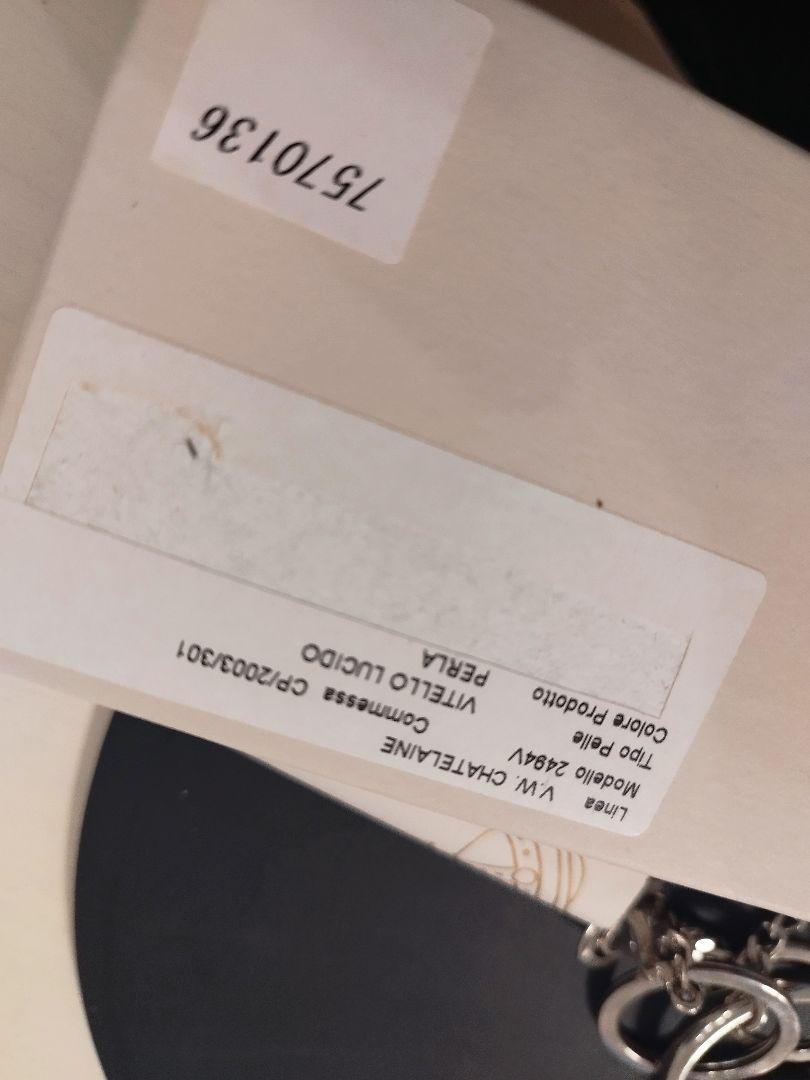 Linea V.W. CHATELAINE
Modello 2494V Commessa CP/2003/301
Tipo Pelle VITELLO LUCIDO
Colore Prodotto PERLA
7570136